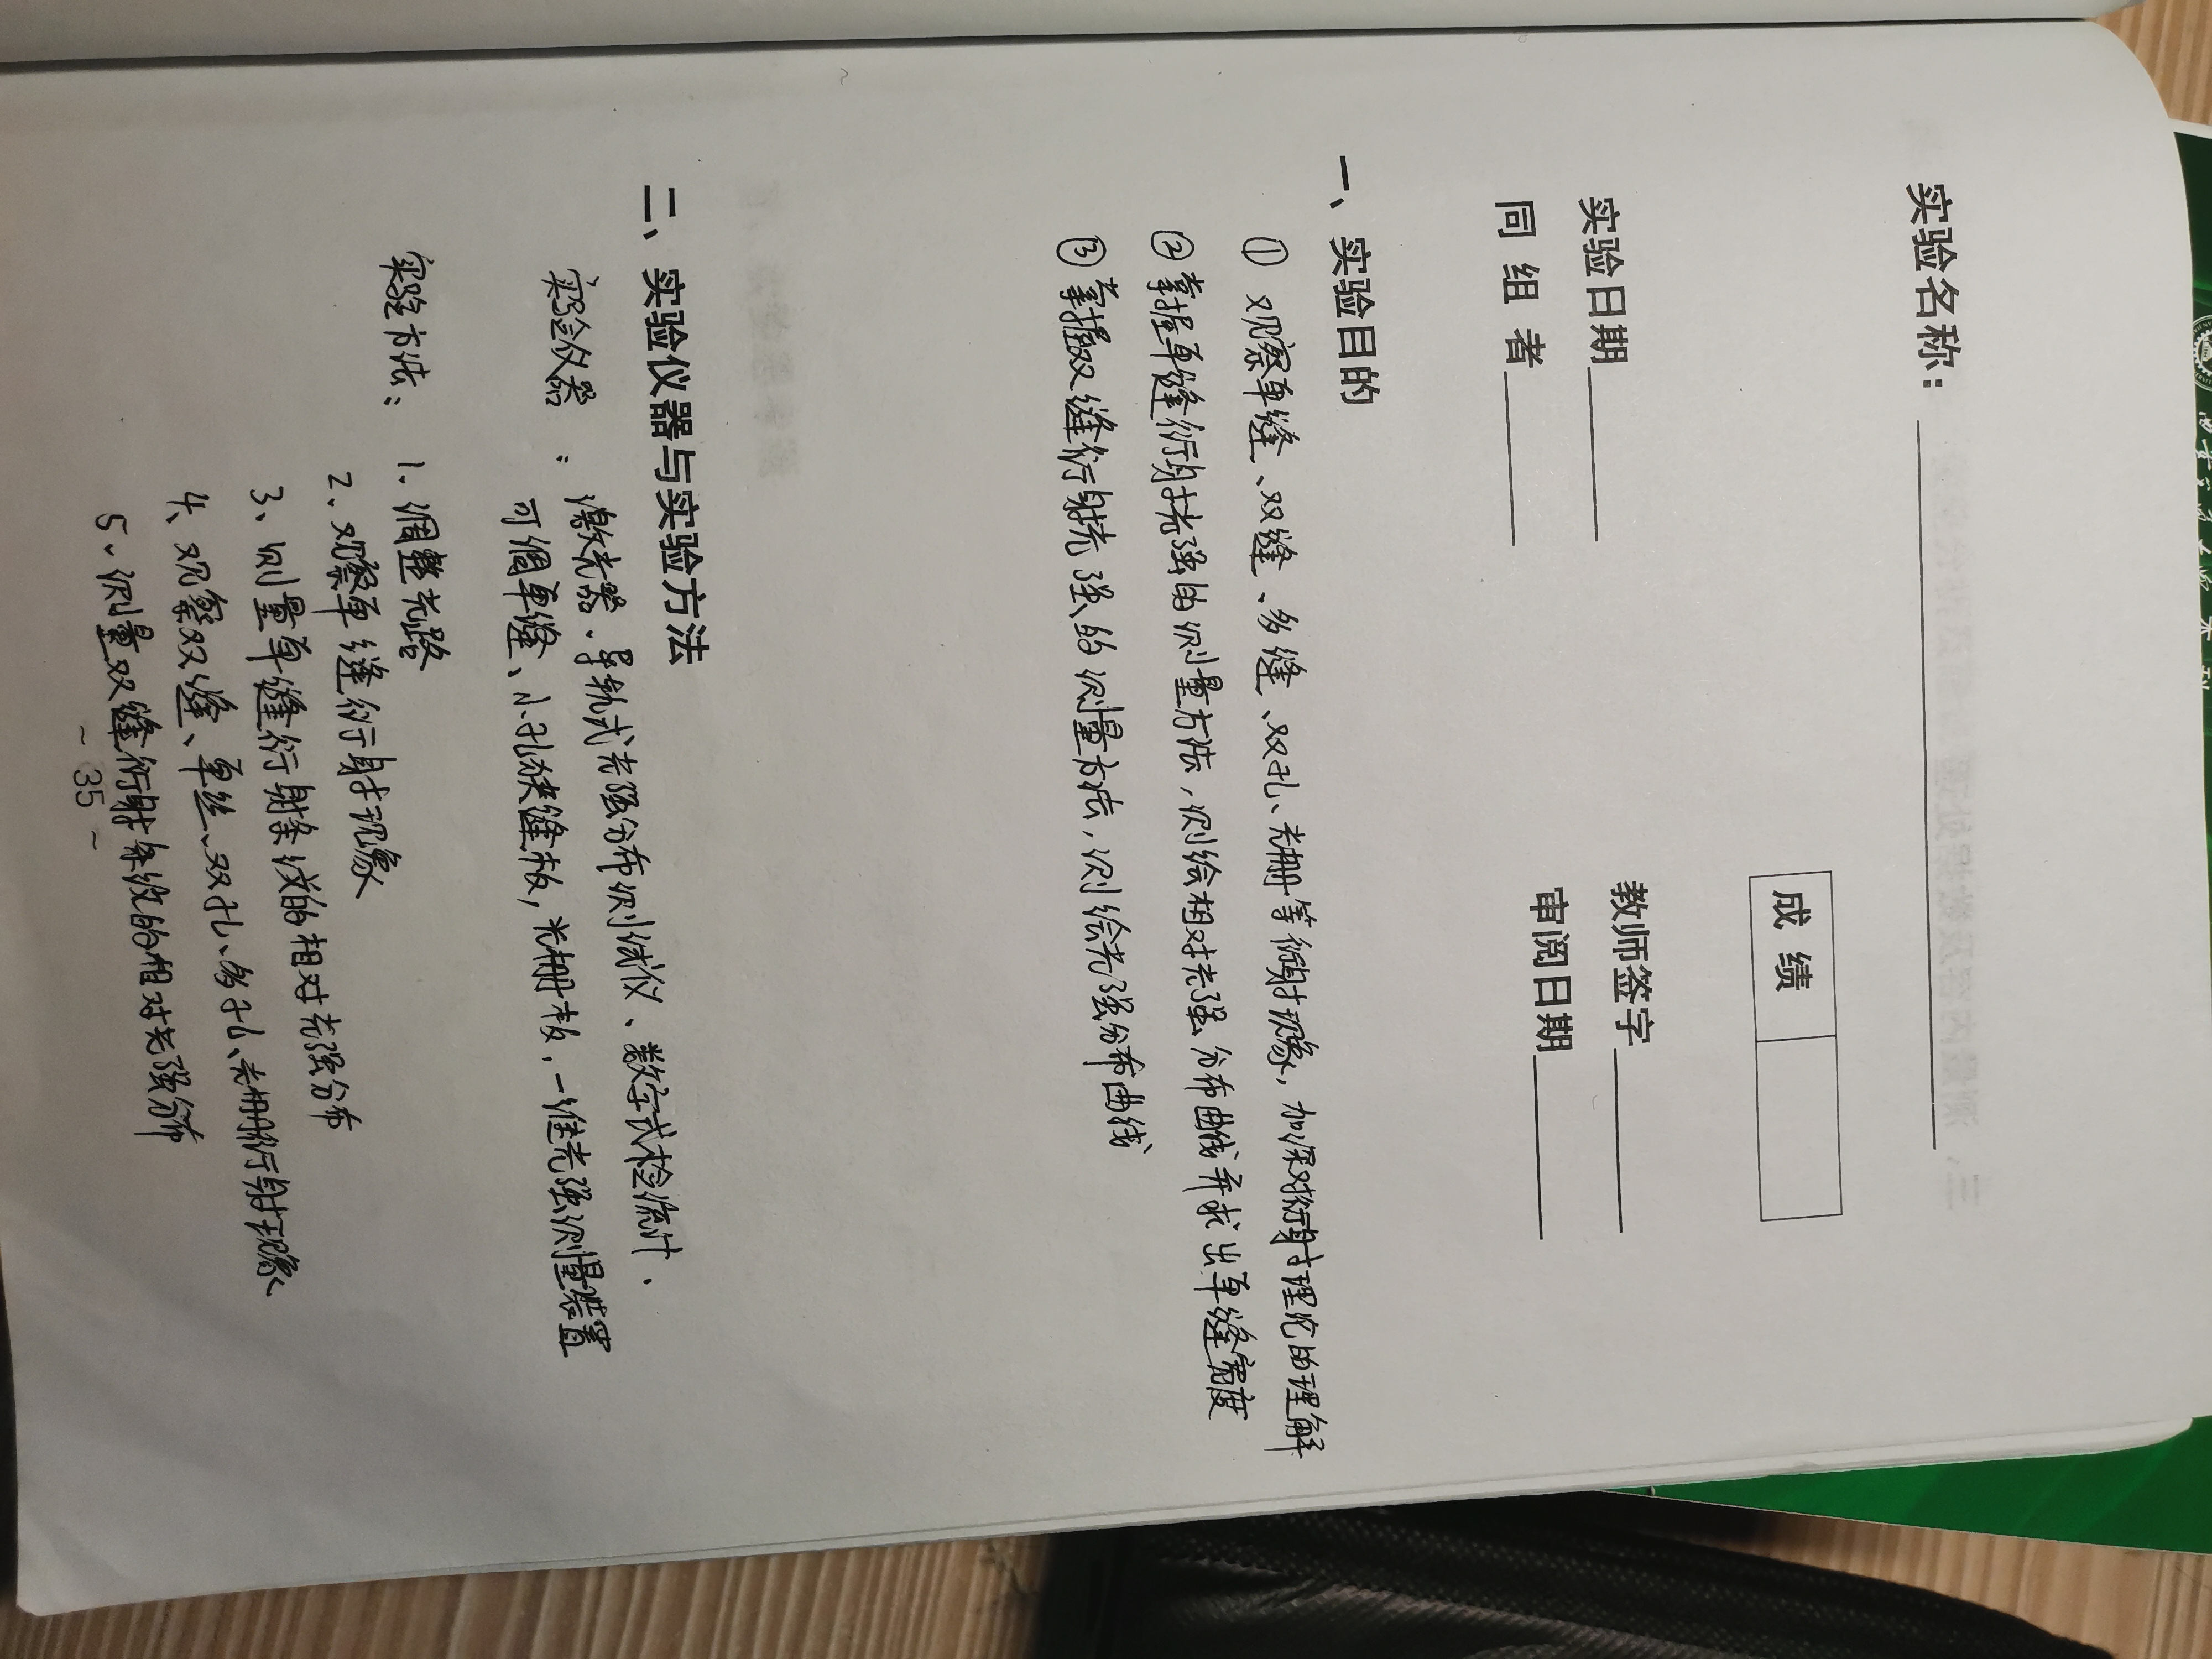 实验名称：
成绩
实验日期 教师签字
同组者 审阅日期
一、实验目的
① 观察单缝、双缝、多缝、双孔、光栅等衍射现象，加深对衍射理论的理解
② 掌握单缝衍射光强的测量方法，测绘相对光强分布曲线并求出单缝宽度
③ 掌握双缝衍射光强的测量方法，测绘光强分布曲线
二、实验仪器与实验方法
实验仪器：激光器、导轨式光强分布测试仪、数字式检流计、
可调单缝、小孔狭缝板，光栅板，一维光强测量装置
实验方法：1、调整光路
2、观察单缝衍射现象
3、测量单缝衍射条纹的相对光强分布
4、观察双缝、单丝、双孔、多孔、光栅衍射现象
5、测量双缝衍射条纹的相对光强分布
~ 35 ~